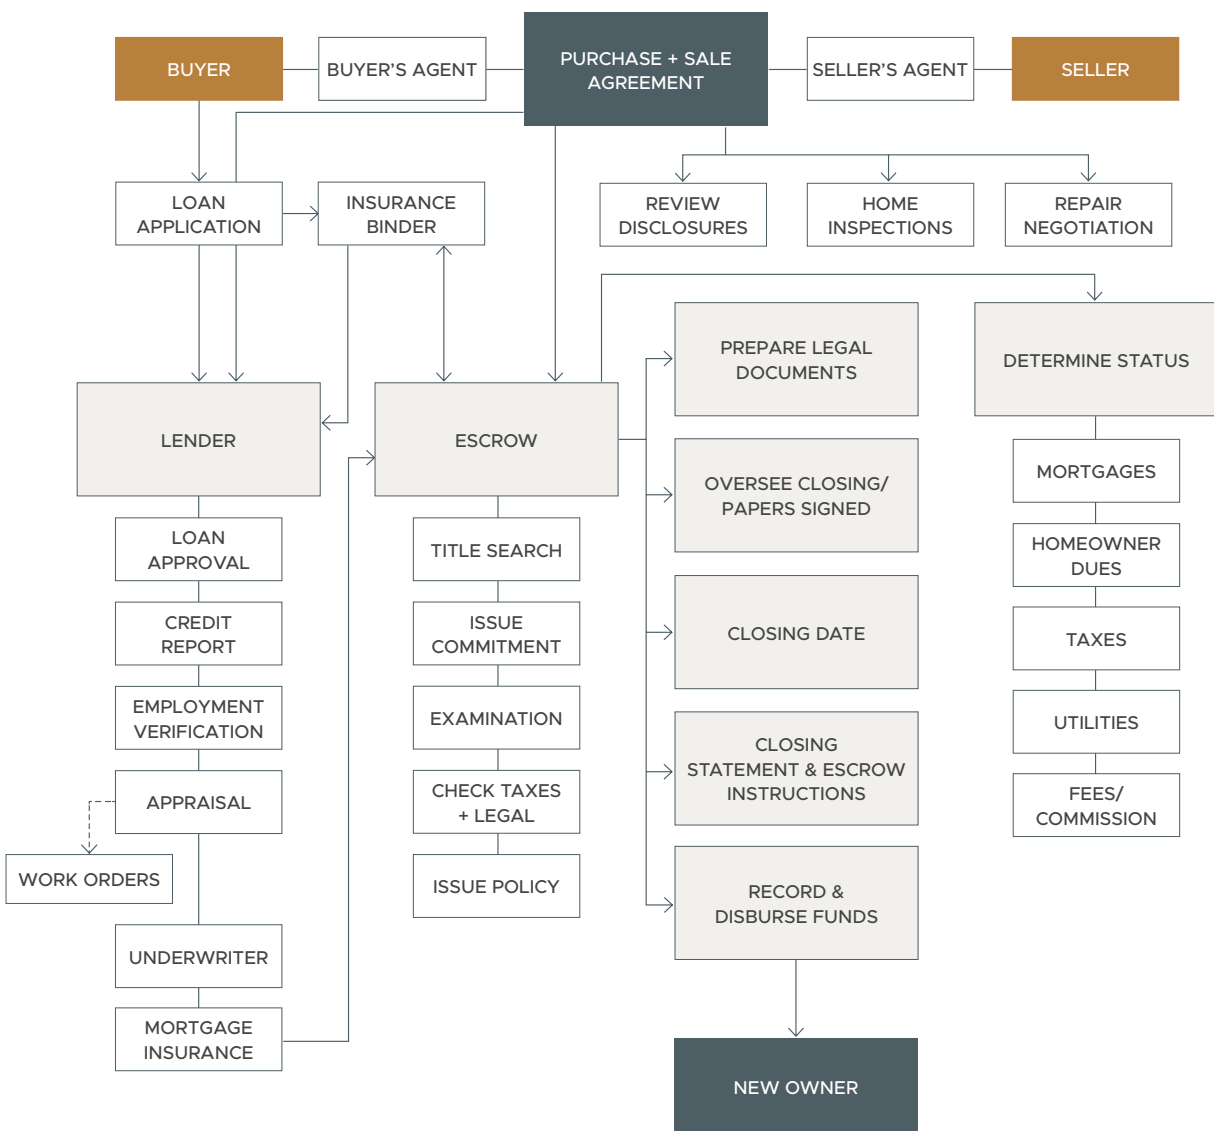 BUYER
BUYER'S AGENT
PURCHASE + SALE
AGREEMENT
SELLER'S AGENT
SELLER
LOAN
APPLICATION
INSURANCE
BINDER
REVIEW
DISCLOSURES
HOME
INSPECTIONS
REPAIR
NEGOTIATION
LENDER
ESCROW
PREPARE LEGAL
DOCUMENTS
DETERMINE STATUS
OVERSEE CLOSING/
PAPERS SIGNED
CLOSING DATE
CLOSING
STATEMENT & ESCROW
INSTRUCTIONS
RECORD &
DISBURSE FUNDS
LOAN
APPROVAL
CREDIT
REPORT
EMPLOYMENT
VERIFICATION
APPRAISAL
WORK ORDERS
UNDERWRITER
MORTGAGE
INSURANCE
TITLE SEARCH
ISSUE
COMMITMENT
EXAMINATION
CHECK TAXES
+ LEGAL
ISSUE POLICY
MORTGAGES
HOMEOWNER
DUES
TAXES
UTILITIES
FEES/
COMMISSION
NEW OWNER